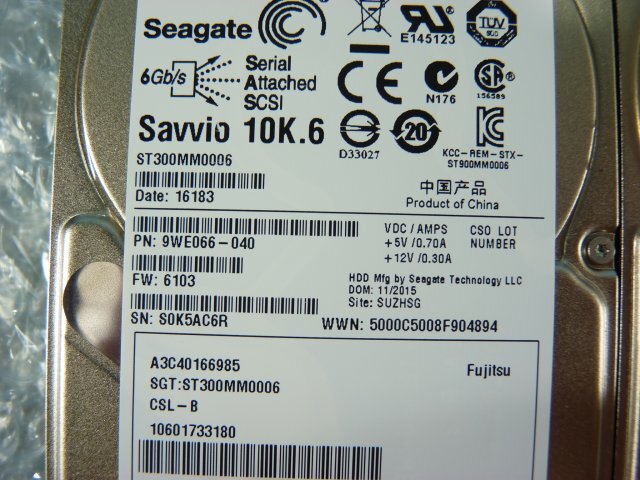 Seagate
E145123
TUV
6Gb/s
Serial
Attached
SCSI
N176
156589
Savvio 10K.6
D33027
20
KCC-REM-STX-
ST900MM0006
ST300MM0006
中国产品
Product of China
Date: 16183
PN: 9WE066-040
VDC / AMPS
+5V /0.70A
+12V /0.30A
CSO LOT
NUMBER
FW: 6103
HDD Mfg by Seagate Technology LLC
DOM: 11/2015
Site: SUZHSG
SN: S0K5AC6R
WWN: 5000C5008F904894
A3C40166985
Fujitsu
SGT:ST300MM0006
CSL-B
10601733180